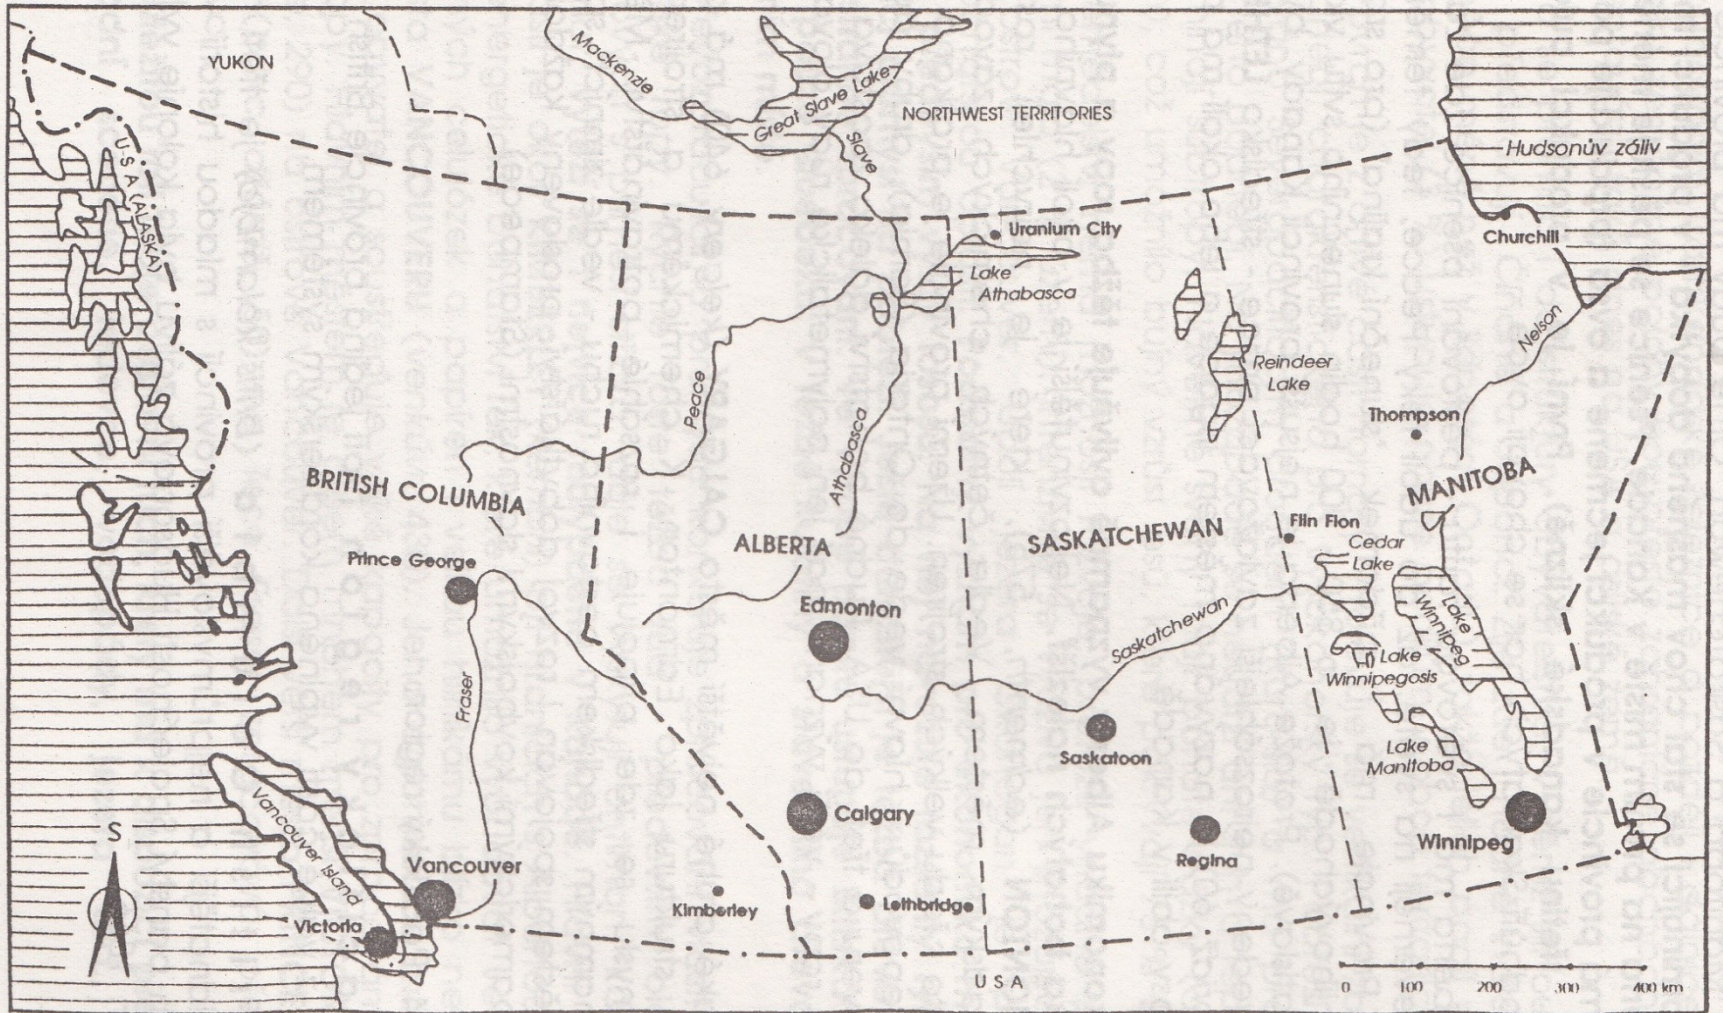 YUKON
Mackenzie
Great Slave Lake
NORTHWEST TERRITORIES
Slave
Hudsonův záliv
U·S·A (ALASKA)
Uranium City
Churchill
Lake
Athabasca
Nelson
Reindeer
Lake
Peace
Thompson
Athabasca
BRITISH COLUMBIA
MANITOBA
ALBERTA
SASKATCHEWAN
Flin Flon
Cedar
Lake
Prince George
Edmonton
Saskatchewan
Lake
Winnipeg
Lake
Winnipegosis
Fraser
Saskatoon
Lake
Manitoba
Vancouver Island
Calgary
Regina
Winnipeg
S
Vancouver
Kimberley
Lethbridge
Victoria
U S A
0 100 200 300 400 km